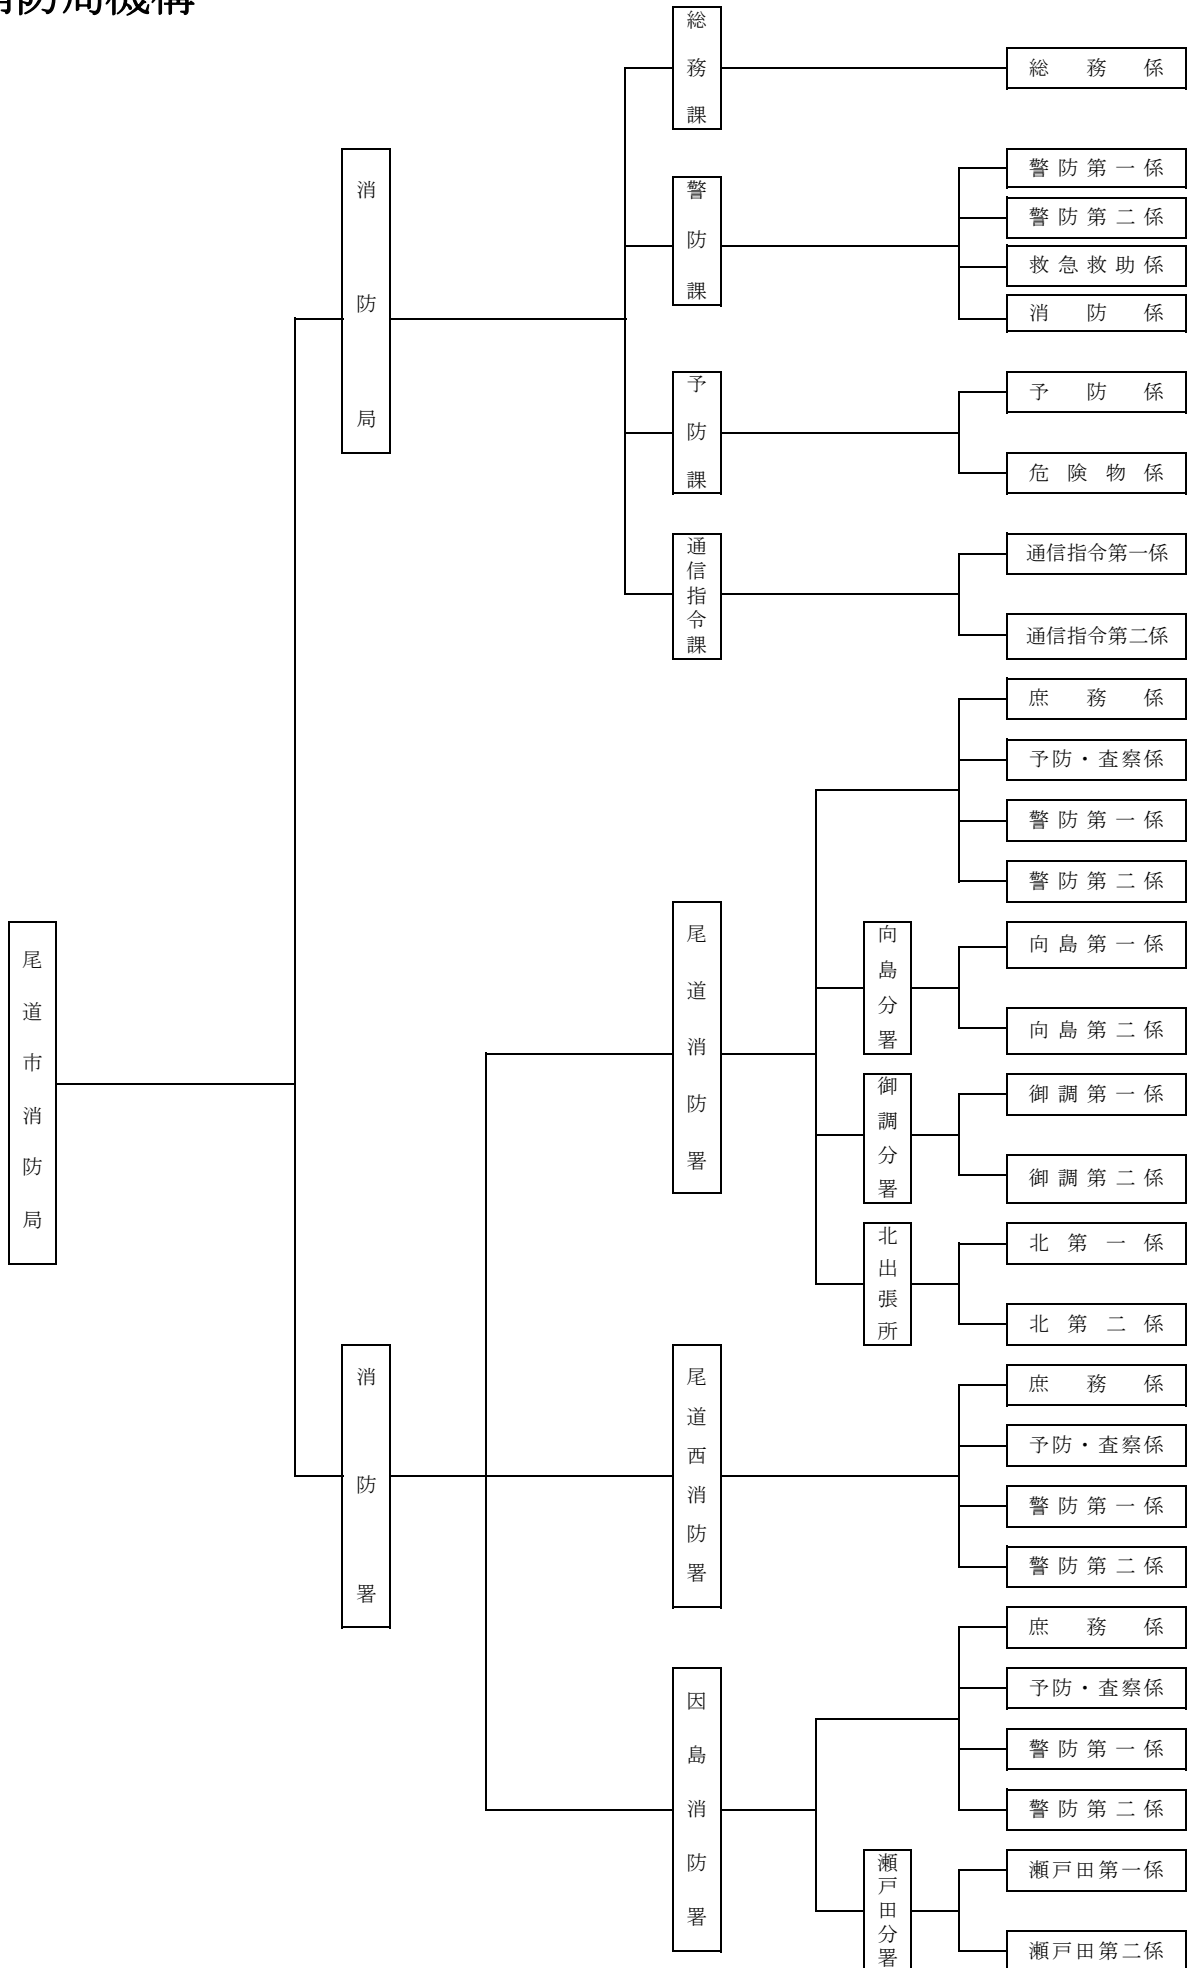 消防局機構
尾道市消防局
消防局
総務課
総務係
警防課
警防第一係
警防第二係
救急救助係
消防係
予防課
予防係
危険物係
通信指令課
通信指令第一係
通信指令第二係
消防署
尾道消防署
庶務係
予防・査察係
警防第一係
警防第二係
向島分署
向島第一係
向島第二係
御調分署
御調第一係
御調第二係
北出張所
北第一係
北第二係
尾道西消防署
庶務係
予防・査察係
警防第一係
警防第二係
因島消防署
庶務係
予防・査察係
警防第一係
警防第二係
瀬戸田分署
瀬戸田第一係
瀬戸田第二係